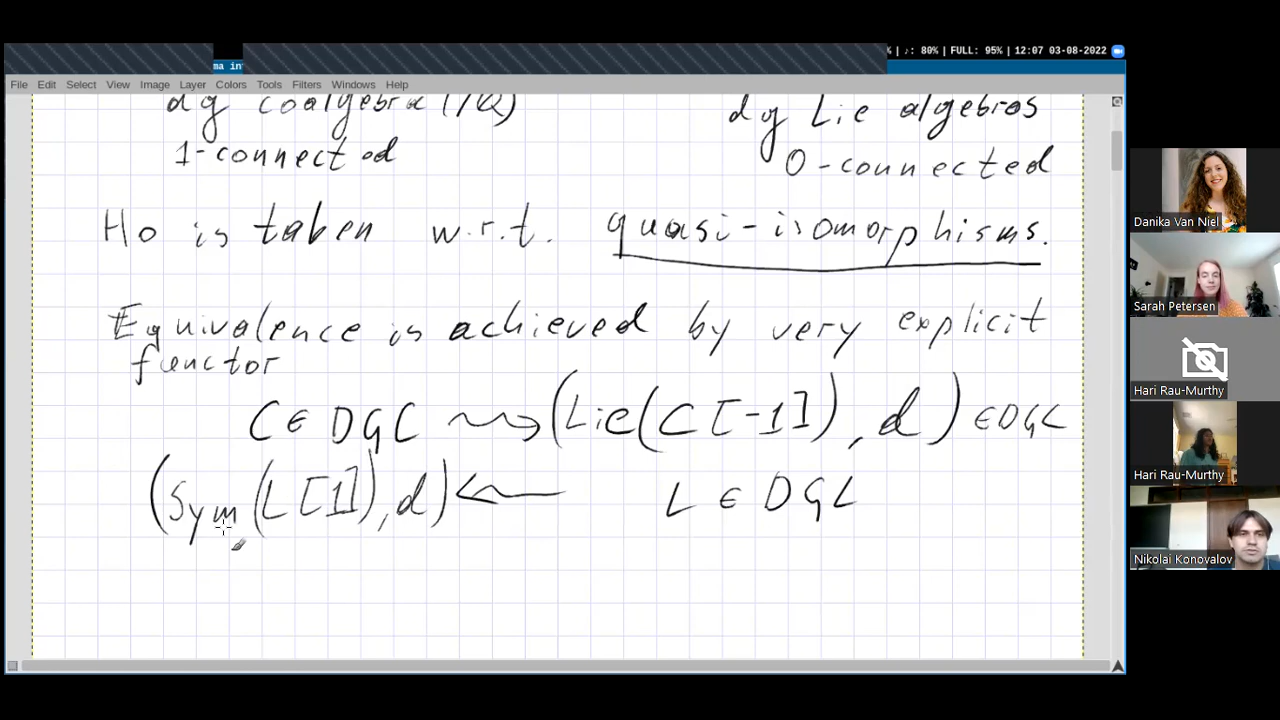 %
♪: 80%
FULL: 95%
12:07 03-08-2022
ma in
File Edit Select View Image Layer Colors Tools Filters Windows Help
dg coalgebra (/Q) dg Lie algebras
1-connected 0-connected
Ho is taken w.r.t. quasi-isomorphisms.
Equivalence is achieved by very explicit
functor
C ∈ DGC ⇝ (Lie(C[-1]), d) ∈ DGL
(Sym(L[1]), d) ← L ∈ DGL
Danika Van Niel
Sarah Petersen
Hari Rau-Murthy
Hari Rau-Murthy
Nikolai Konovalov